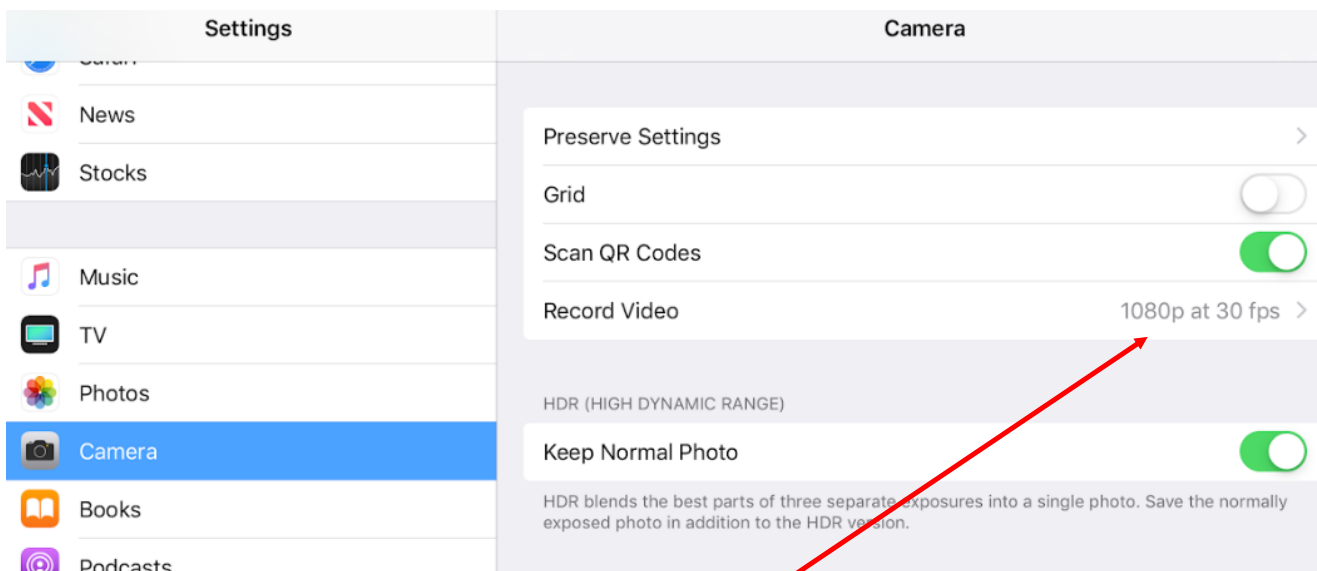 Settings
Camera
Safari
News
Stocks
Music
TV
Photos
Camera
Books
Podcasts
Preserve Settings
Grid
Scan QR Codes
Record Video 1080p at 30 fps
HDR (HIGH DYNAMIC RANGE)
Keep Normal Photo
HDR blends the best parts of three separate exposures into a single photo. Save the normally
exposed photo in addition to the HDR version.